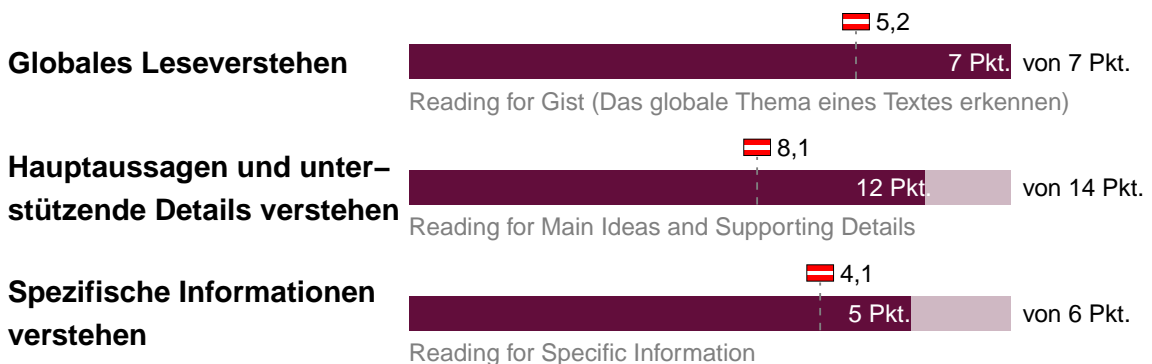 5,2
Globales Leseverstehen
7 Pkt. von 7 Pkt.
Reading for Gist (Das globale Thema eines Textes erkennen)
8,1
Hauptaussagen und unter–
stützende Details verstehen
12 Pkt. von 14 Pkt.
Reading for Main Ideas and Supporting Details
4,1
Spezifische Informationen
verstehen
5 Pkt. von 6 Pkt.
Reading for Specific Information